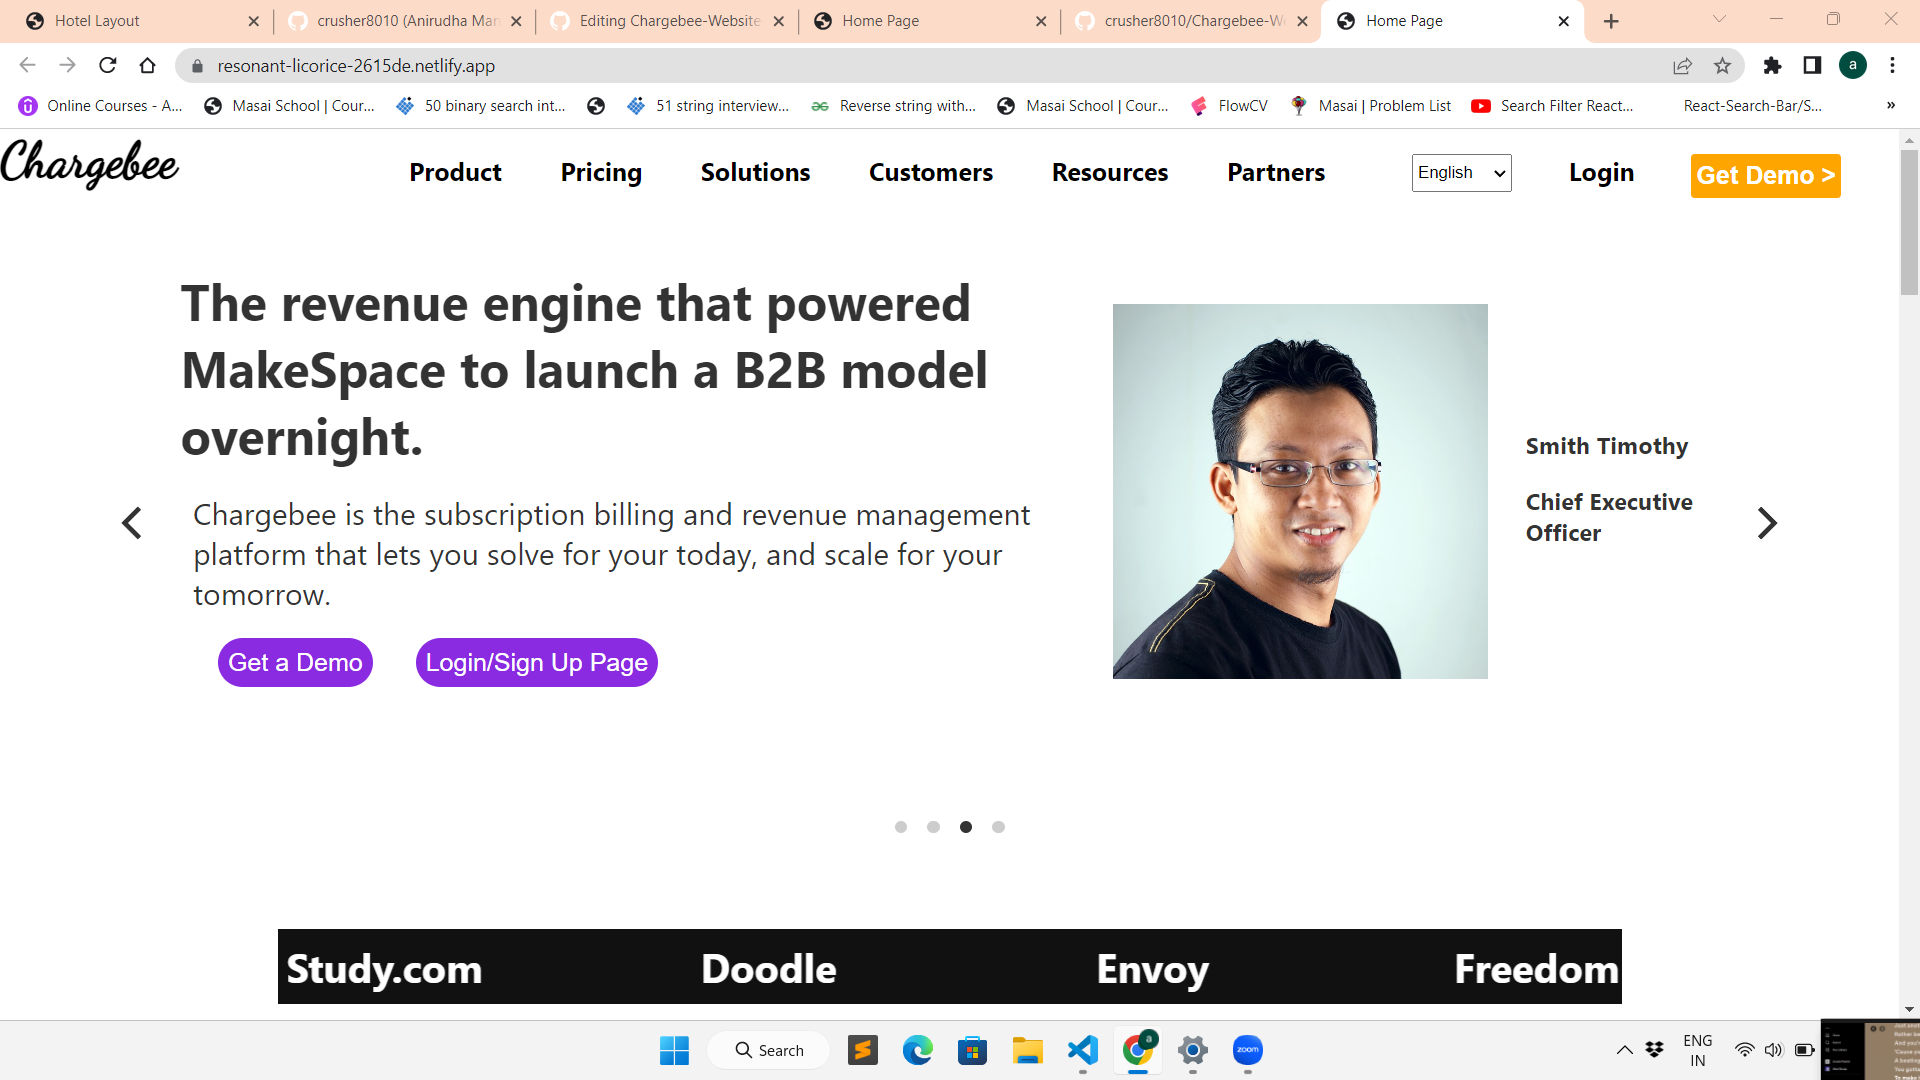 Hotel Layout
crusher8010 (Anirudha Man
Editing Chargebee-Website
Home Page
crusher8010/Chargebee-We
Home Page
resonant-licorice-2615de.netlify.app
a
Online Courses - A...
Masai School | Cour...
50 binary search int...
51 string interview...
Reverse string with...
Masai School | Cour...
FlowCV
Masai | Problem List
Search Filter React...
React-Search-Bar/S...
»
Chargebee
Product
Pricing
Solutions
Customers
Resources
Partners
English
Login
Get Demo >
The revenue engine that powered
MakeSpace to launch a B2B model
overnight.
Chargebee is the subscription billing and revenue management
platform that lets you solve for your today, and scale for your
tomorrow.
Get a Demo
Login/Sign Up Page
Smith Timothy
Chief Executive
Officer
Study.com
Doodle
Envoy
Freedom
Search
a
zoom
ENG
IN